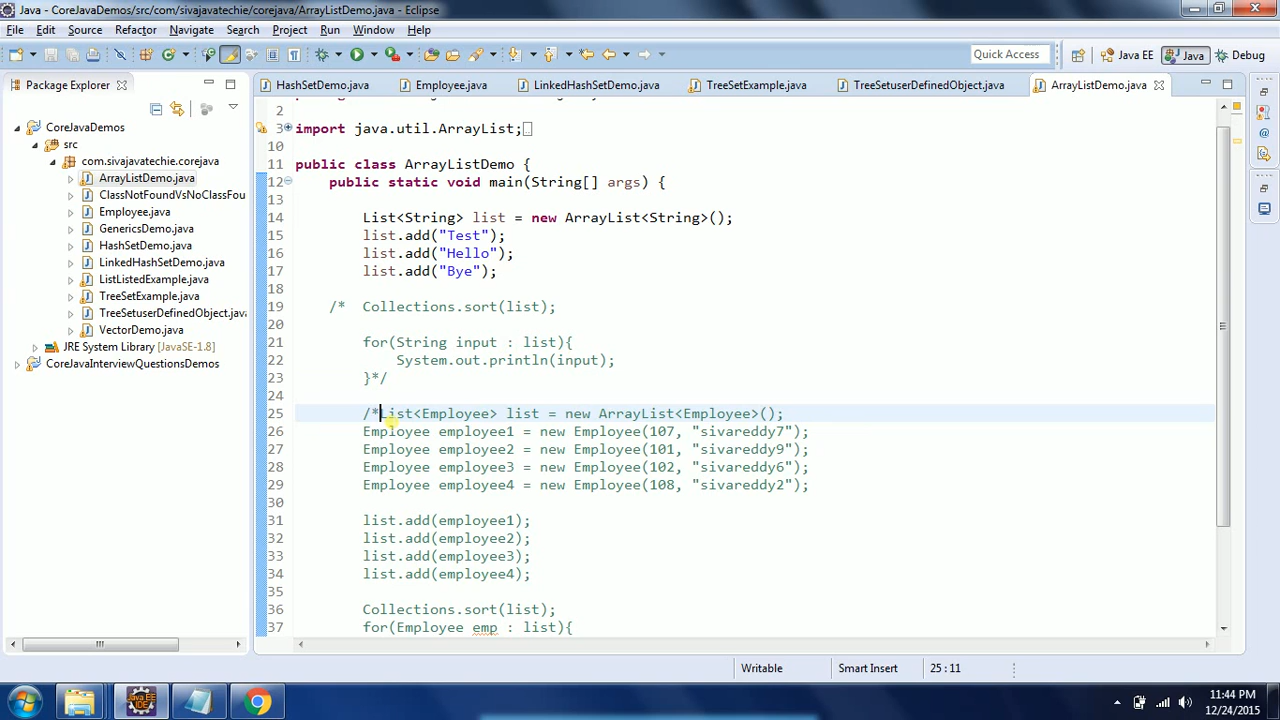 Java - CoreJavaDemos/src/com/sivajavatechie/corejava/ArrayListDemo.java - Eclipse
File Edit Source Refactor Navigate Search Project Run Window Help
Quick Access Java EE Java Debug
Package Explorer
HashSetDemo.java Employee.java LinkedHashSetDemo.java TreeSetExample.java TreeSetuserDefinedObject.java ArrayListDemo.java
CoreJavaDemos
src
com.sivajavatechie.corejava
ArrayListDemo.java
ClassNotFoundVsNoClassFou
Employee.java
GenericsDemo.java
HashSetDemo.java
LinkedHashSetDemo.java
ListListedExample.java
TreeSetExample.java
TreeSetuserDefinedObject.java
VectorDemo.java
JRE System Library [JavaSE-1.8]
CoreJavaInterviewQuestionsDemos
2
3 import java.util.ArrayList;
10
11 public class ArrayListDemo {
12 public static void main(String[] args) {
13
14 List<String> list = new ArrayList<String>();
15 list.add("Test");
16 list.add("Hello");
17 list.add("Bye");
18
19 /* Collections.sort(list);
20
21 for(String input : list){
22 System.out.println(input);
23 }*/
24
25 /*List<Employee> list = new ArrayList<Employee>();
26 Employee employee1 = new Employee(107, "sivareddy7");
27 Employee employee2 = new Employee(101, "sivareddy9");
28 Employee employee3 = new Employee(102, "sivareddy6");
29 Employee employee4 = new Employee(108, "sivareddy2");
30
31 list.add(employee1);
32 list.add(employee2);
33 list.add(employee3);
34 list.add(employee4);
35
36 Collections.sort(list);
37 for(Employee emp : list){
Writable Smart Insert 25 : 11
11:44 PM
12/24/2015